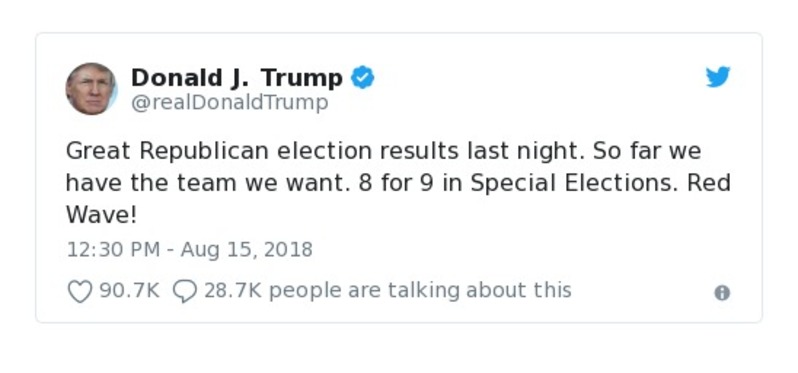 Donald J. Trump
@realDonaldTrump
Great Republican election results last night. So far we
have the team we want. 8 for 9 in Special Elections. Red
Wave!
12:30 PM - Aug 15, 2018
90.7K 28.7K people are talking about this